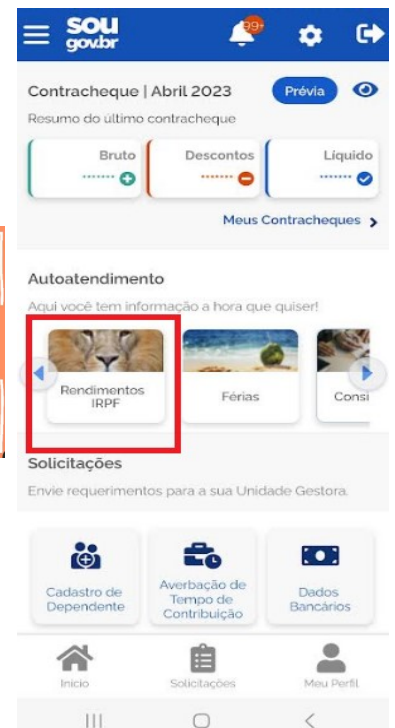 sou
gov.br
99+
Contracheque | Abril 2023
Prévia
Resumo do último contracheque
Bruto
Descontos
Líquido
....... ....... .......
Meus Contracheques
Autoatendimento
Aqui você tem informação a hora que quiser!
Rendimentos
IRPF
Férias
Consi
Solicitações
Envie requerimentos para a sua Unidade Gestora.
Cadastro de
Dependente
Averbação de
Tempo de
Contribuição
Dados
Bancários
Início
Solicitações
Meu Perfil